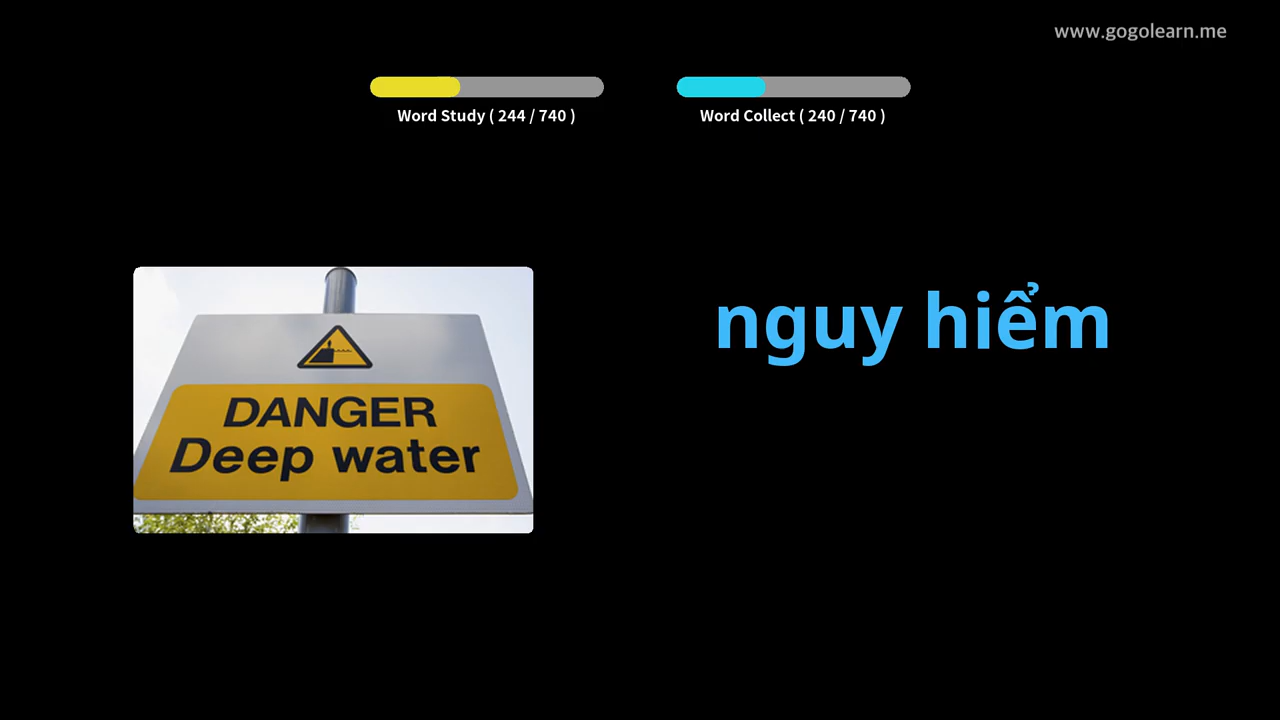 www.gogolearn.me
Word Study ( 244 / 740 )
Word Collect ( 240 / 740 )
DANGER
Deep water
nguy hiểm